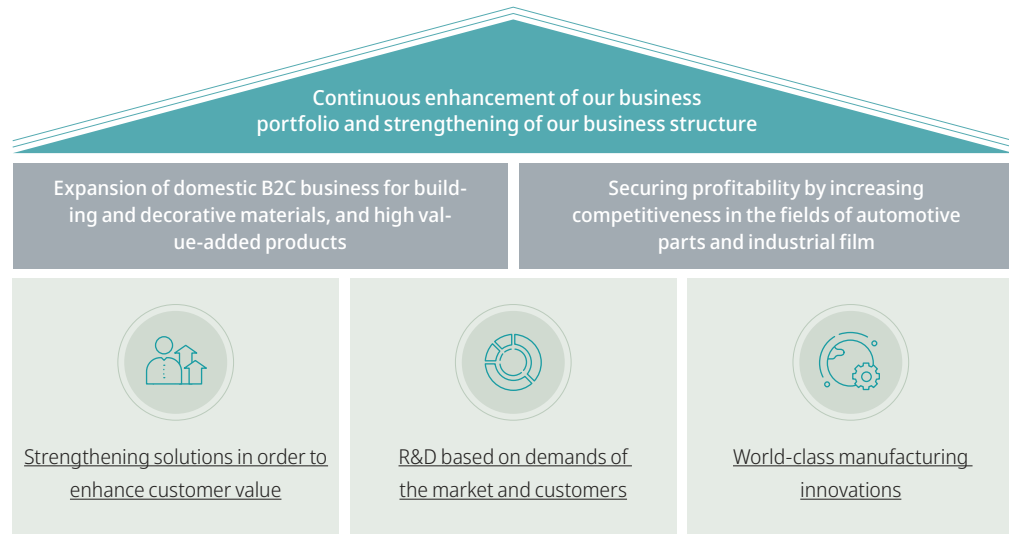 Continuous enhancement of our business
portfolio and strengthening of our business structure
Expansion of domestic B2C business for build-
ing and decorative materials, and high val-
ue-added products
Securing profitability by increasing
competitiveness in the fields of automotive
parts and industrial film
Strengthening solutions in order to
enhance customer value
R&D based on demands of
the market and customers
World-class manufacturing
innovations